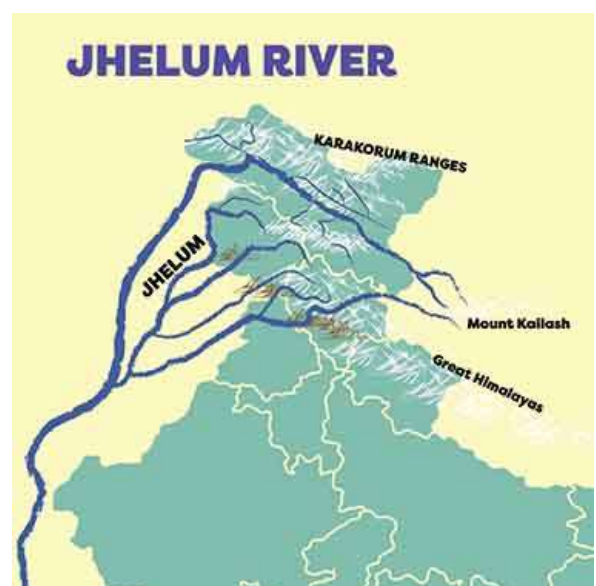 JHELUM RIVER
KARAKORUM RANGES
JHELUM
Mount Kailash
Great Himalayas